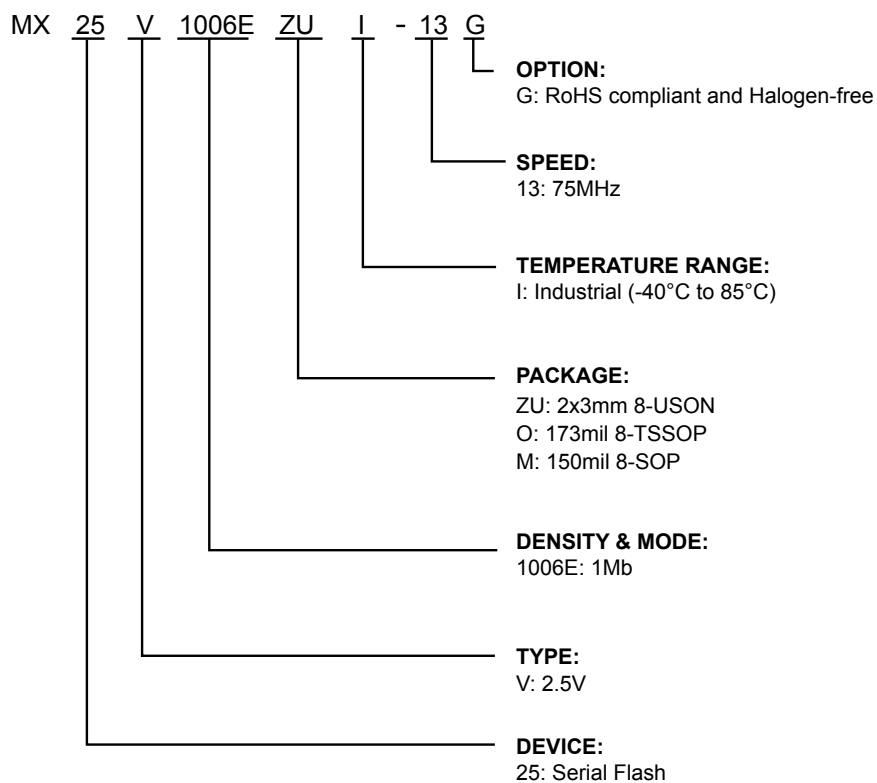 MX 25 V 1006E ZU I - 13 G
OPTION:
G: RoHS compliant and Halogen-free
SPEED:
13: 75MHz
TEMPERATURE RANGE:
I: Industrial (-40°C to 85°C)
PACKAGE:
ZU: 2x3mm 8-USON
O: 173mil 8-TSSOP
M: 150mil 8-SOP
DENSITY & MODE:
1006E: 1Mb
TYPE:
V: 2.5V
DEVICE:
25: Serial Flash